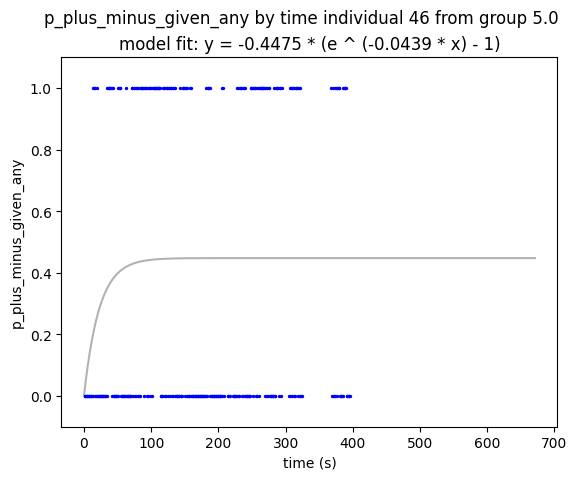 p_plus_minus_given_any by time individual 46 from group 5.0
model fit: y = -0.4475 * (e ^ (-0.0439 * x) - 1)
p_plus_minus_given_any
1.0
0.8
0.6
0.4
0.2
0.0
0 100 200 300 400 500 600 700
time (s)